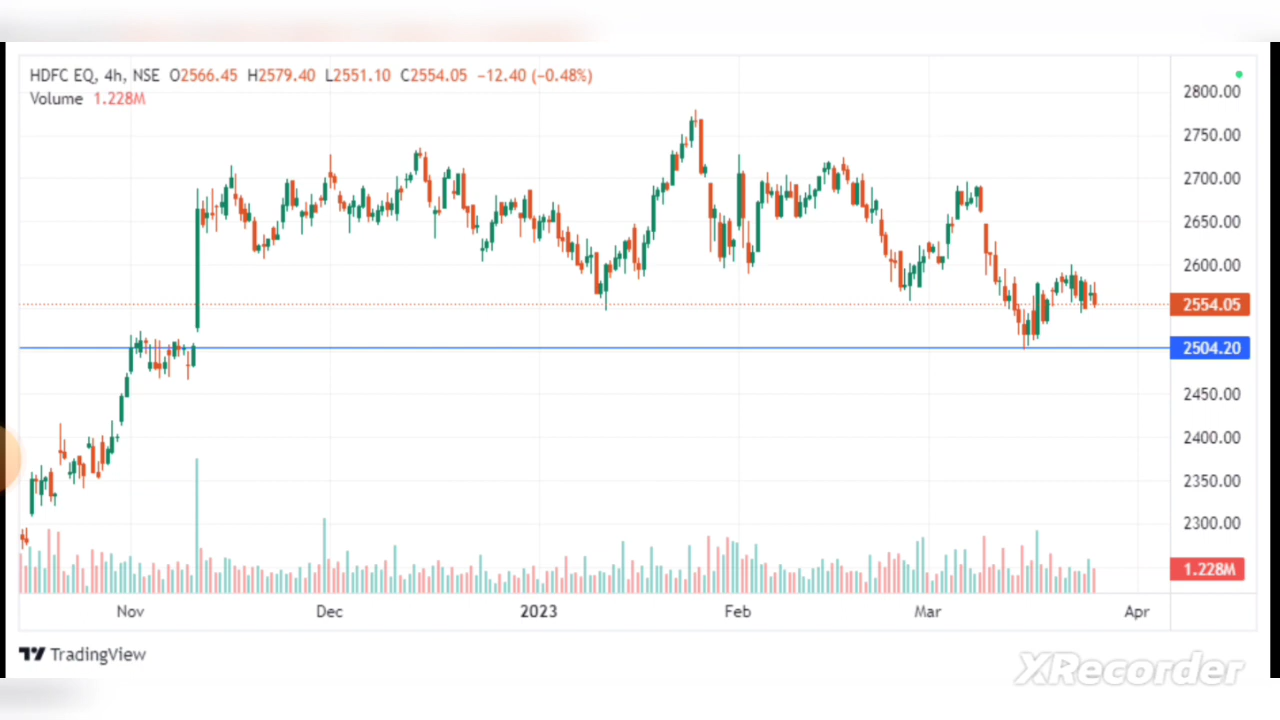 HDFC EQ, 4h, NSE O2566.45 H2579.40 L2551.10 C2554.05 −12.40 (−0.48%)
Volume 1.228M
2800.00
2750.00
2700.00
2650.00
2600.00
2554.05
2504.20
2450.00
2400.00
2350.00
2300.00
1.228M
Nov Dec 2023 Feb Mar Apr
TradingView
XRecorder